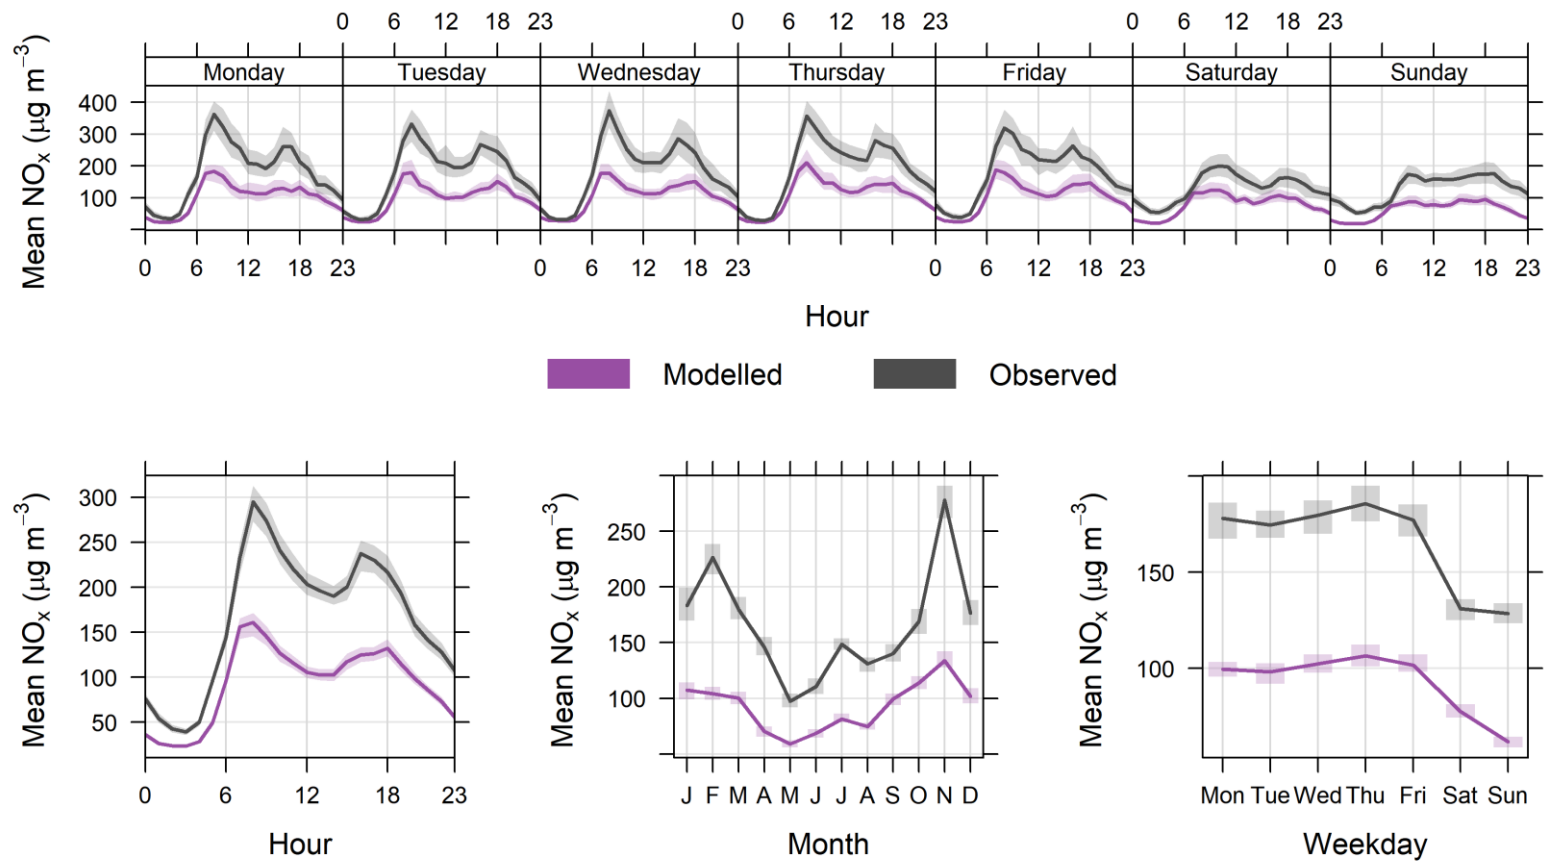 0 6 12 18 23 0 6 12 18 23 0 6 12 18 23
Monday Tuesday Wednesday Thursday Friday Saturday Sunday
Mean NOx (μg m−3)
400
300
200
100
0 6 12 18 23 0 6 12 18 23 0 6 12 18 23 0 6 12 18 23
Hour
Modelled Observed
Mean NOx (μg m−3)
300
250
200
150
100
50
0 6 12 18 23
Hour
Mean NOx (μg m−3)
250
200
150
100
J F M A M J J A S O N D
Month
Mean NOx (μg m−3)
150
100
Mon Tue Wed Thu Fri Sat Sun
Weekday